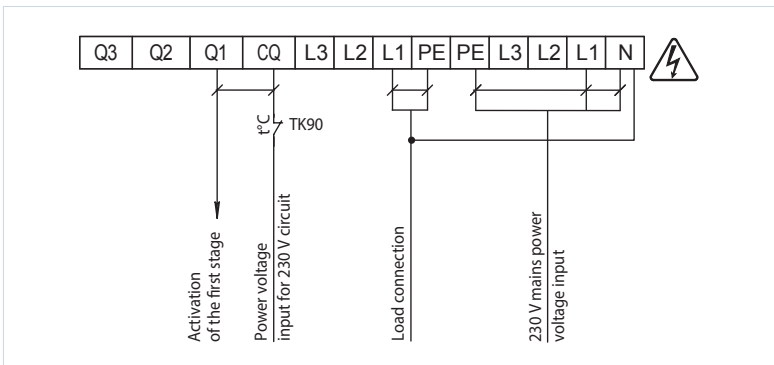 Q3 Q2 Q1 CQ L3 L2 L1 PE PE L3 L2 L1 N
t°C TK90
Activation
of the first stage
Power voltage
input for 230 V circuit
Load connection
230 V mains power
voltage input